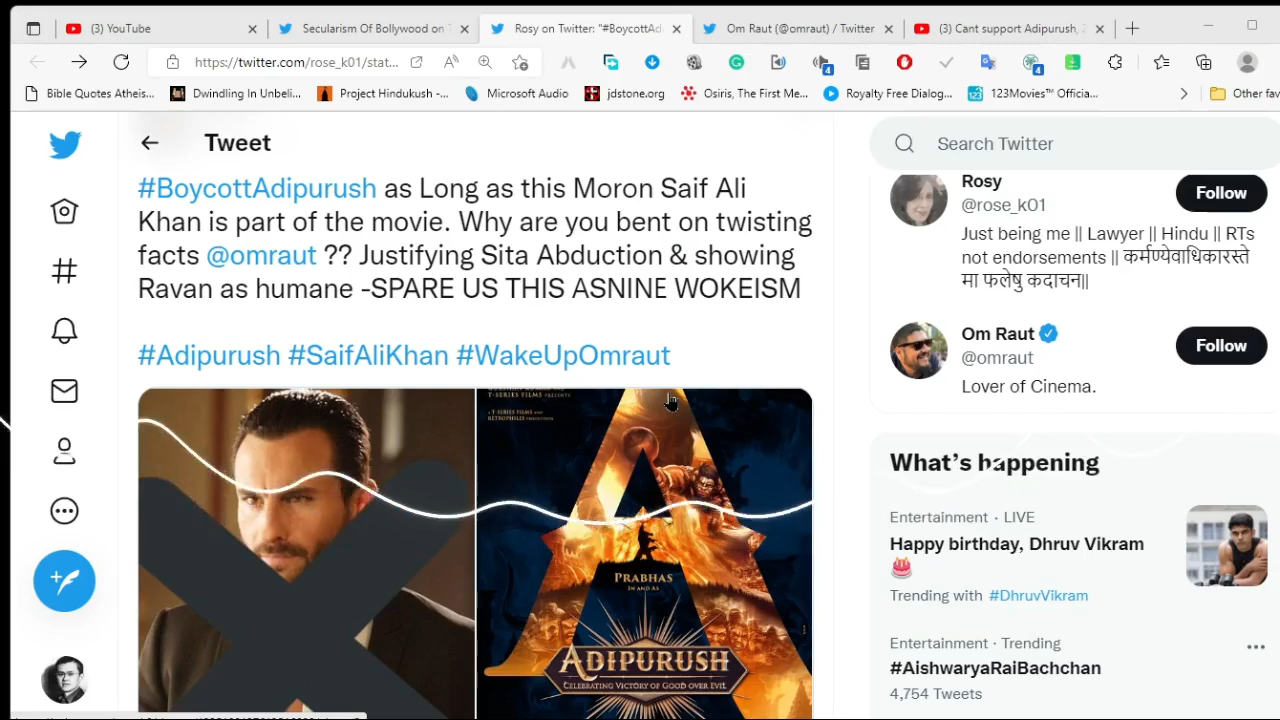 (3) YouTube
Secularism Of Bollywood on
Rosy on Twitter: "#BoycottAd
Om Raut (@omraut) / Twitter
(3) Cant support Adipurush,
https://twitter.com/rose_k01/stat...
Bible Quotes Atheis...
Dwindling In Unbeli...
Project Hindukush -...
Microsoft Audio
jdstone.org
Osiris, The First Me...
Royalty Free Dialog...
123Movies™ Officia...
Other fav
Tweet
#BoycottAdipurush as Long as this Moron Saif Ali
Khan is part of the movie. Why are you bent on twisting
facts @omraut ?? Justifying Sita Abduction & showing
Ravan as humane -SPARE US THIS ASNINE WOKEISM
#Adipurush #SaifAliKhan #WakeUpOmraut
T-SERIES FILMS PRESENTS
T-SERIES FILMS AND
RETROPHILES PRODUCTION
PRABHAS
IN AND AS
ADIPURUSH
CELEBRATING VICTORY OF GOOD OVER EVIL
Search Twitter
Rosy
@rose_k01
Follow
Just being me || Lawyer || Hindu || RTs
not endorsements || कर्मण्येवाधिकारस्ते
मा फलेषु कदाचन||
Om Raut
@omraut
Follow
Lover of Cinema.
What's happening
Entertainment · LIVE
Happy birthday, Dhruv Vikram
Trending with #DhruvVikram
Entertainment · Trending
#AishwaryaRaiBachchan
4,754 Tweets